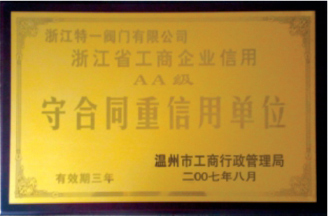 浙江特一阀门有限公司
浙江省工商企业信用
AA级
守合同重信用单位
温州市工商行政管理局
有效期三年
二00七年八月